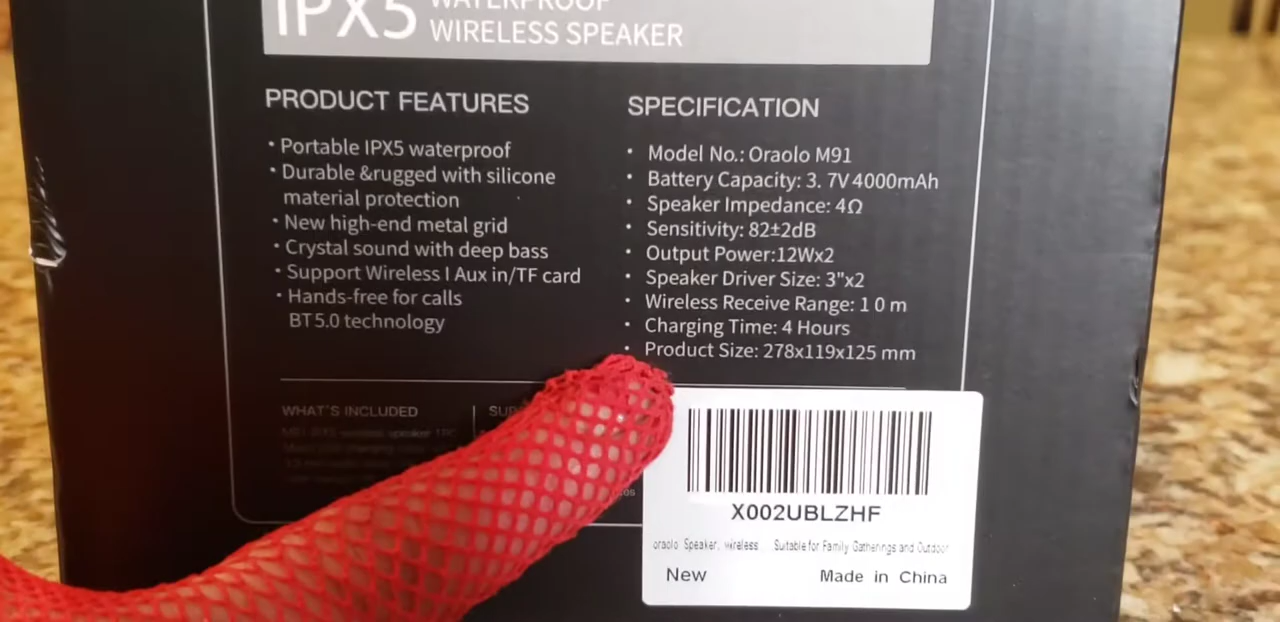 IPX5
WATERPROOF
WIRELESS SPEAKER
PRODUCT FEATURES
· Portable IPX5 waterproof
· Durable &rugged with silicone
material protection
· New high-end metal grid
· Crystal sound with deep bass
· Support Wireless I Aux in/TF card
· Hands-free for calls
BT5.0 technology
SPECIFICATION
· Model No.: Oraolo M91
· Battery Capacity: 3. 7V 4000mAh
· Speaker Impedance: 4Ω
· Sensitivity: 82±2dB
· Output Power:12Wx2
· Speaker Driver Size: 3"x2
· Wireless Receive Range: 1 0 m
· Charging Time: 4 Hours
· Product Size: 278x119x125 mm
WHAT'S INCLUDED
X002UBLZHF
oraolo Speaker, wireless... Suitable for Family Gatherings and Outdoor
New
Made in China